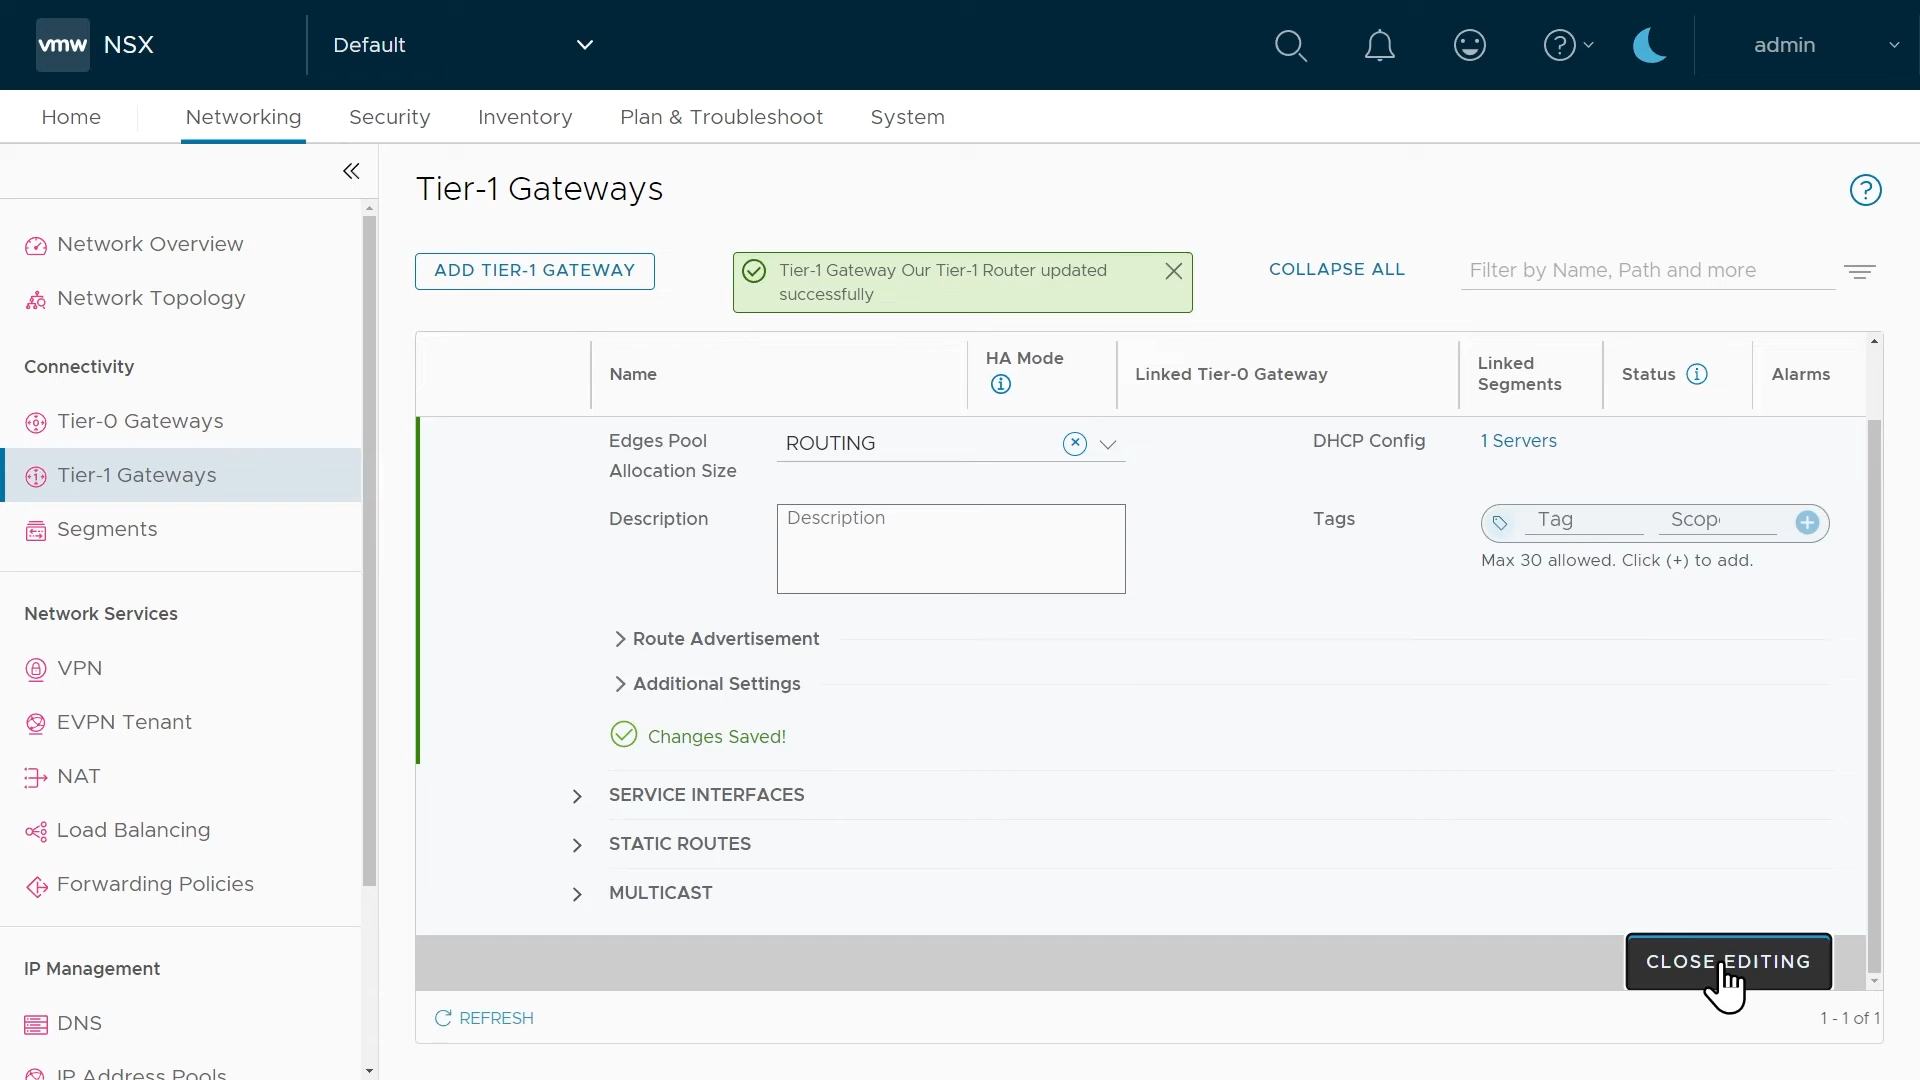 vmw NSX
Default
admin
Home
Networking
Security
Inventory
Plan & Troubleshoot
System
Network Overview
Network Topology
Connectivity
Tier-0 Gateways
Tier-1 Gateways
Segments
Network Services
VPN
EVPN Tenant
NAT
Load Balancing
Forwarding Policies
IP Management
DNS
IP Address Pools
Tier-1 Gateways
ADD TIER-1 GATEWAY
Tier-1 Gateway Our Tier-1 Router updated
successfully
COLLAPSE ALL
Filter by Name, Path and more
Name
HA Mode
Linked Tier-0 Gateway
Linked
Segments
Status
Alarms
Edges Pool
Allocation Size
ROUTING
DHCP Config
1 Servers
Description
Description
Tags
Tag
Scop
Max 30 allowed. Click (+) to add.
Route Advertisement
Additional Settings
Changes Saved!
SERVICE INTERFACES
STATIC ROUTES
MULTICAST
CLOSE EDITING
REFRESH
1 - 1 of 1